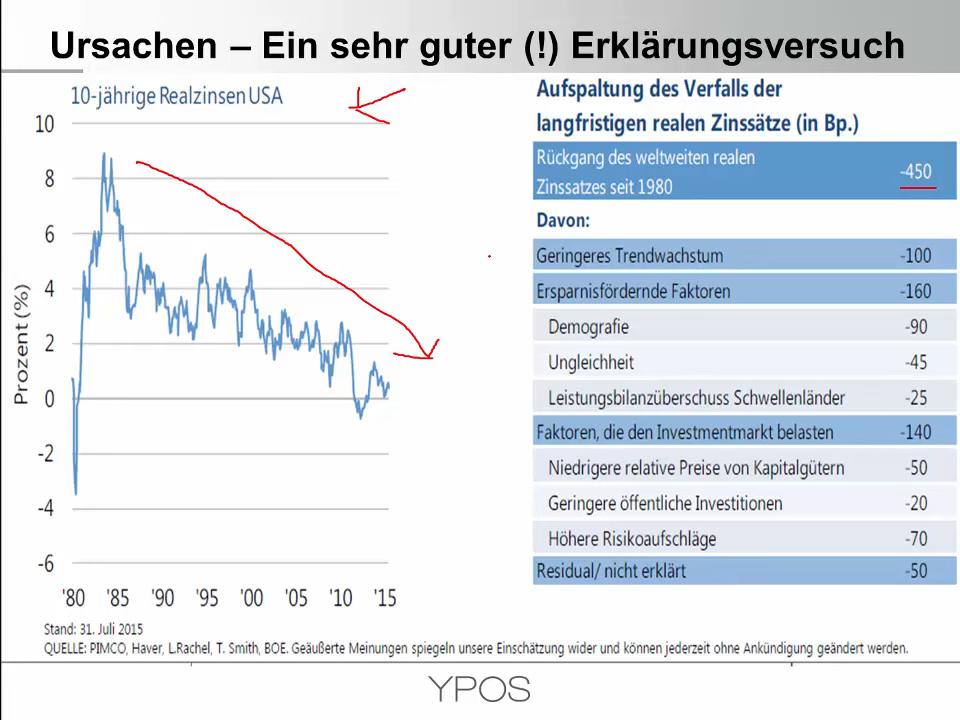 Ursachen – Ein sehr guter (!) Erklärungsversuch
10-jährige Realzinsen USA
10
8
6
4
2
0
-2
-4
-6
Prozent (%)
'80 '85 '90 '95 '00 '05 '10 '15
Aufspaltung des Verfalls der
langfristigen realen Zinssätze (in Bp.)
Rückgang des weltweiten realen
Zinssatzes seit 1980 -450
Davon:
Geringeres Trendwachstum -100
Ersparnisfördernde Faktoren -160
Demografie -90
Ungleichheit -45
Leistungsbilanzüberschuss Schwellenländer -25
Faktoren, die den Investmentmarkt belasten -140
Niedrigere relative Preise von Kapitalgütern -50
Geringere öffentliche Investitionen -20
Höhere Risikoaufschläge -70
Residual/ nicht erklärt -50
Stand: 31. Juli 2015
QUELLE: PIMCO, Haver, L.Rachel, T. Smith, BOE. Geäußerte Meinungen spiegeln unsere Einschätzung wider und können jederzeit ohne Ankündigung geändert werden.
YPOS